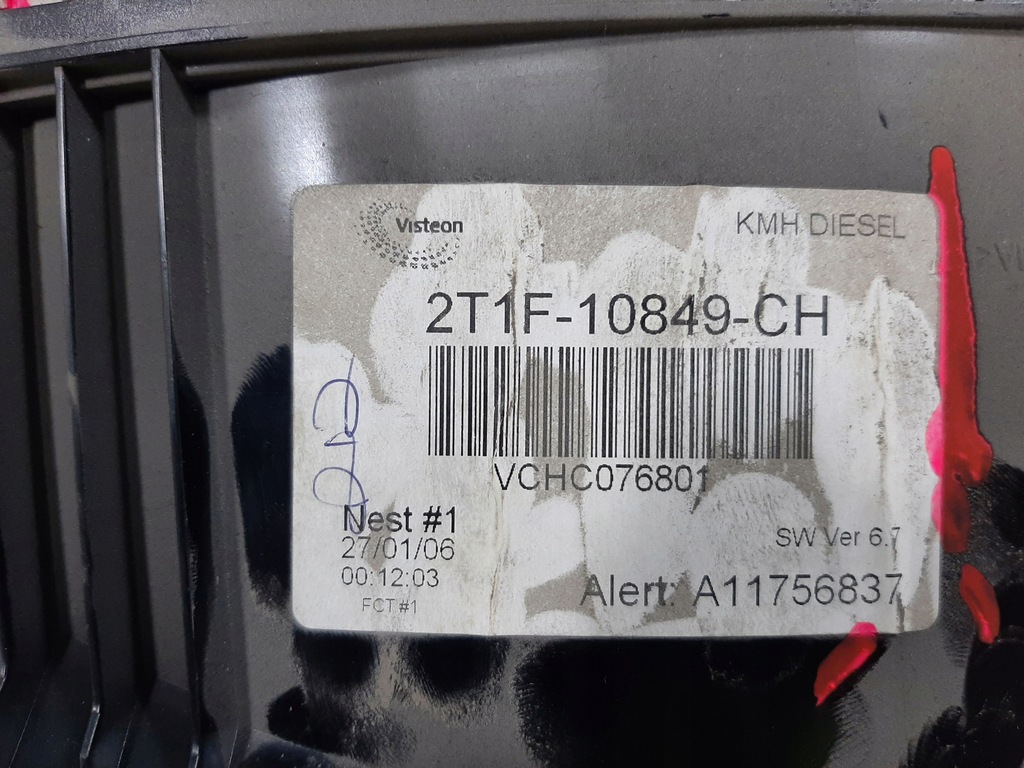 Visteon
KMH DIESEL
2T1F-10849-CH
VCHC076801
Nest #1
27/01/06
00:12:03
FCT #1
SW Ver 6.7
Alert: A11756837